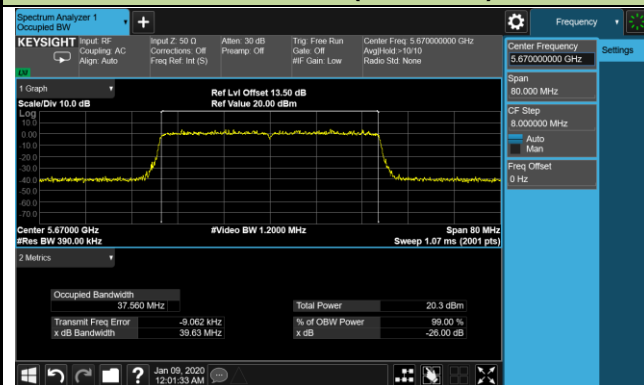 Spectrum Analyzer 1
Occupied BW
+
Frequency
KEYSIGHT
Input: RF
Coupling: AC
Align: Auto
Input Z: 50 Ω
Corrections: Off
Freq Ref: Int (S)
Atten: 30 dB
Preamp: Off
Trig: Free Run
Gate: Off
#IF Gain: Low
Center Freq: 5.670000000 GHz
Avg|Hold:>10/10
Radio Std: None
LXI
Center Frequency
5.670000000 GHz
Settings
Span
80.000 MHz
CF Step
8.000000 MHz
Auto
Man
Freq Offset
0 Hz
1 Graph
Scale/Div 10.0 dB
Ref Lvl Offset 13.50 dB
Ref Value 20.00 dBm
Log
10.0
0.00
-10.0
-20.0
-30.0
-40.0
-50.0
-60.0
-70.0
Center 5.67000 GHz
#Video BW 1.2000 MHz
Span 80 MHz
#Res BW 390.00 kHz
Sweep 1.07 ms (2001 pts)
2 Metrics
Occupied Bandwidth
37.560 MHz
Total Power 20.3 dBm
Transmit Freq Error -9.062 kHz
% of OBW Power 99.00 %
x dB Bandwidth 39.63 MHz
x dB -26.00 dB
?
Jan 09, 2020
12:01:33 AM